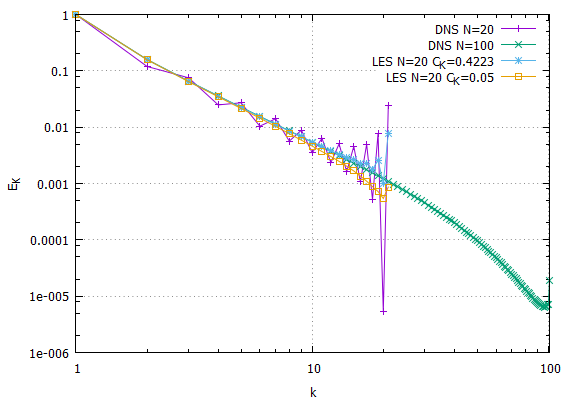 DNS N=20
DNS N=100
LES N=20 CK=0.4223
LES N=20 CK=0.05
1
0.1
0.01
0.001
0.0001
1e-005
1e-006
EK
1
10
100
k